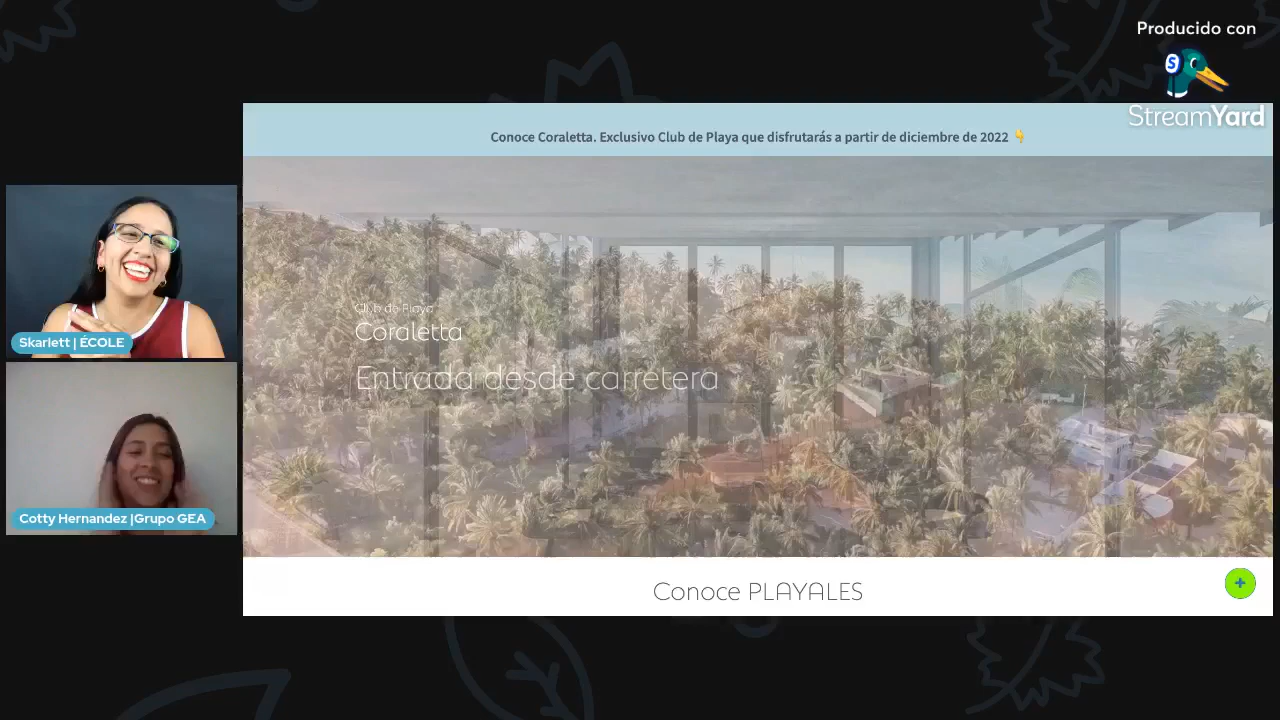 Producido con
StreamYard
Conoce Coraletta. Exclusivo Club de Playa que disfrutarás a partir de diciembre de 2022 👇
Club de Playa
Coraletta
Entrada desde carretera
Skarlett | ÉCOLE
Cotty Hernandez |Grupo GEA
Conoce PLAYALES